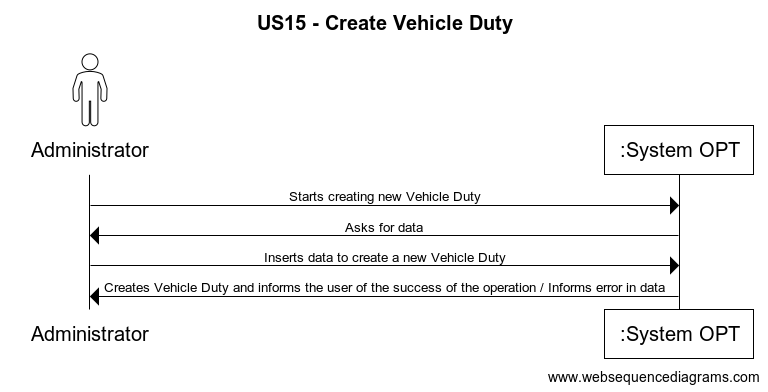 US15 - Create Vehicle Duty
Administrator
:System OPT
Starts creating new Vehicle Duty
Asks for data
Inserts data to create a new Vehicle Duty
Creates Vehicle Duty and informs the user of the success of the operation / Informs error in data
Administrator
:System OPT
www.websequencediagrams.com